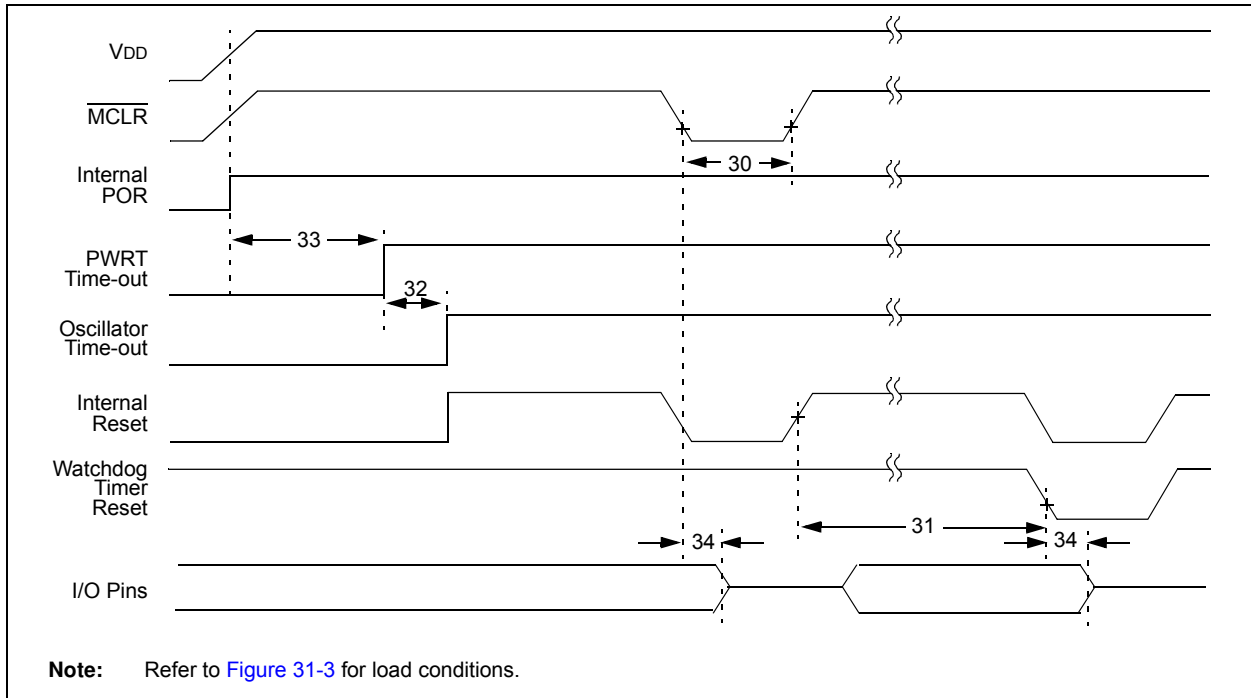 VDD
MCLR
30
Internal
POR
33
PWRT
Time-out
32
Oscillator
Time-out
Internal
Reset
Watchdog
Timer
Reset
31
34
34
I/O Pins
Note: Refer to Figure 31-3 for load conditions.